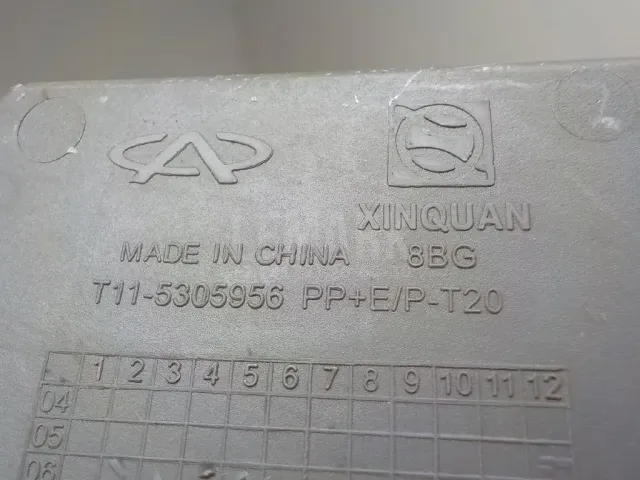 XINQUAN
MADE IN CHINA 8BG
T11-5305956 PP+E/P-T20
1 2 3 4 5 6 7 8 9 10 11 12
04
05
06